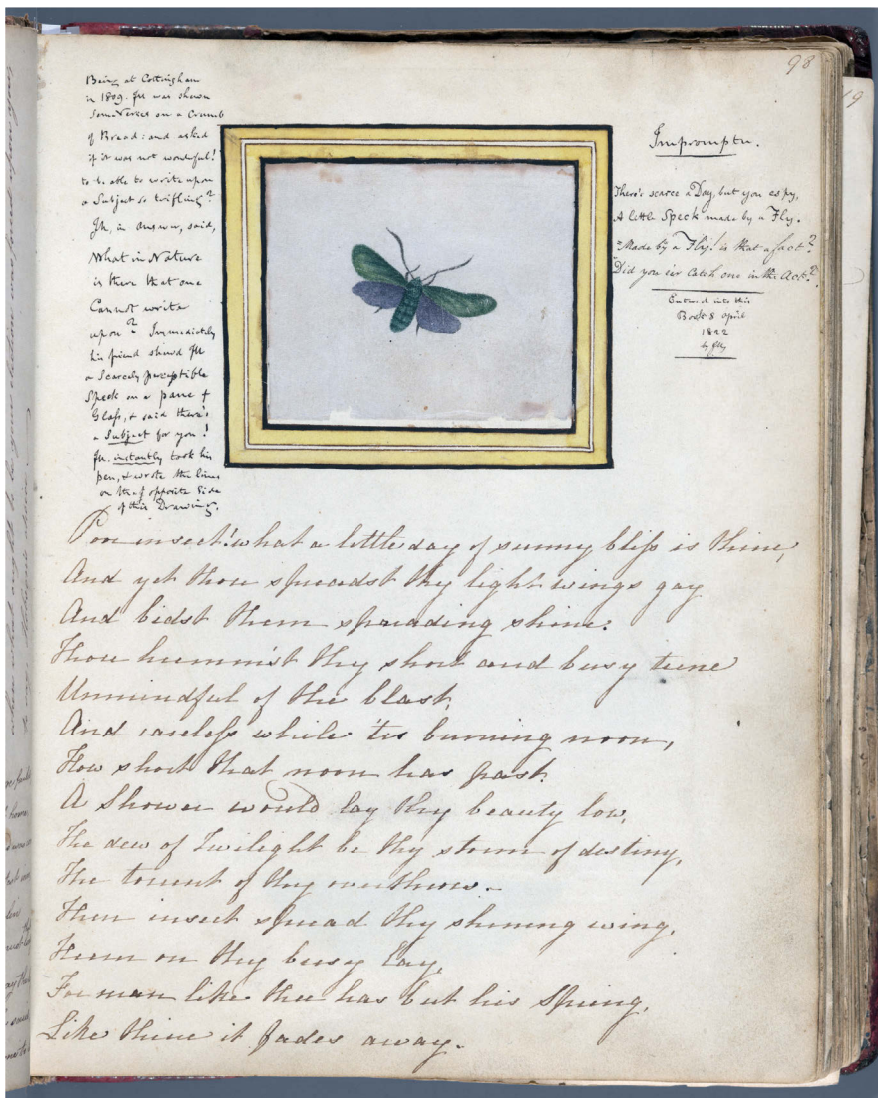 98
Being at Cottingham
in 1809. JM was shewn
some Verses on a Crumb
of Bread: and asked
if it was not wonderful!
to be able to write upon
a Subject so trifling?
JM, in answer, said,
What in Nature
is there that one
Cannot write
upon? Immediately
his friend shewd JM
a Scarcely perceptible
Speck on a pane of
Glass, & said there's
a Subject for you!
JM. instantly took his
pen, & wrote the lines
on the opposite Side
of this Drawing.
Impromptu.
There's scarce a Day, but you espy,
A little Speck made by a Fly.
"Made by a Fly! is that a fact?
"Did you e'er Catch one in the Act?"
Entered into this
Book 8 April
1822
by JM
Poor insect! what a little day of sunny bliss is thine,
And yet thou spreadst thy light wings gay
And bidst them spreading shine.
Thou hummist thy short and busy tune
Unmindful of the blast,
And careless while 'tis burning noon,
How short that noon has past.
A Shower would lay thy beauty low,
The dew of Twilight be thy storm of destiny,
The torrent of thy overthrow.
Then insect spread thy shining wing,
Hum on thy busy lay,
For man like thee has but his Spring,
Like thine it fades away.
19